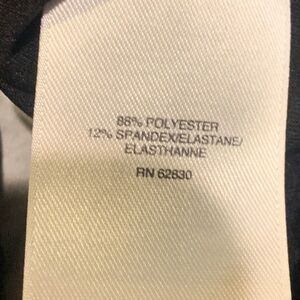 88% POLYESTER
12% SPANDEX/ELASTANE/
ELASTHANNE
RN 62830